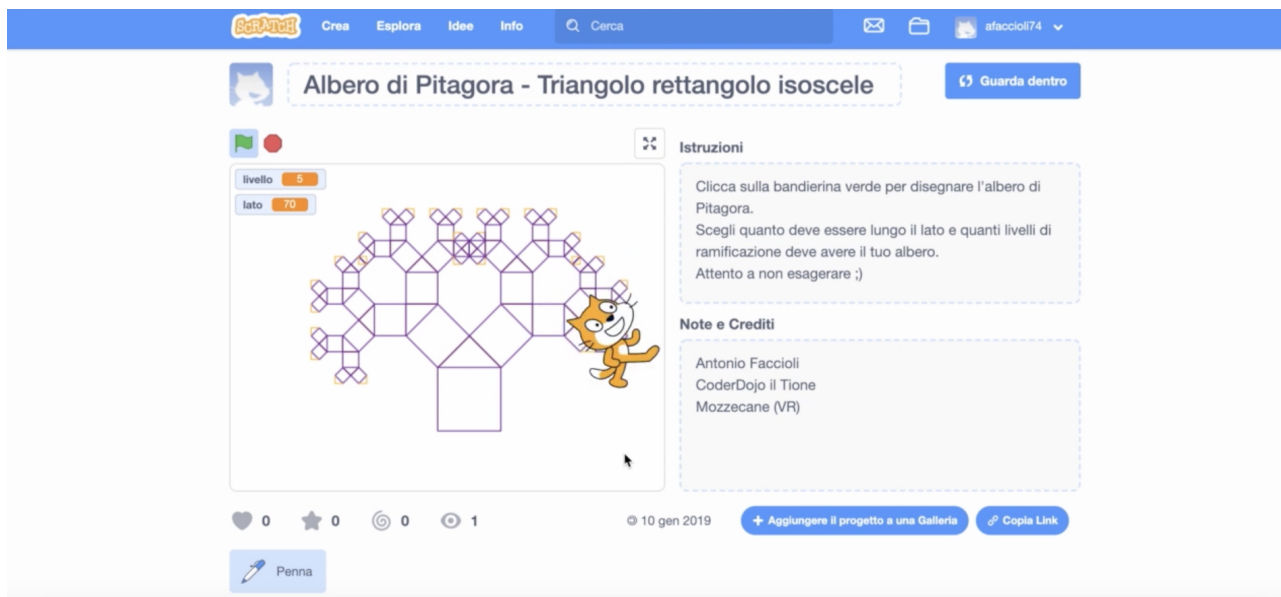 SCRATCH Crea Esplora Idee Info Cerca afaccioli74
Albero di Pitagora - Triangolo rettangolo isoscele
Guarda dentro
livello 5
lato 70
Istruzioni
Clicca sulla bandierina verde per disegnare l'albero di
Pitagora.
Scegli quanto deve essere lungo il lato e quanti livelli di
ramificazione deve avere il tuo albero.
Attento a non esagerare ;)
Note e Crediti
Antonio Faccioli
CoderDojo il Tione
Mozzecane (VR)
0 0 0 1
© 10 gen 2019
+ Aggiungere il progetto a una Galleria
Copia Link
Penna